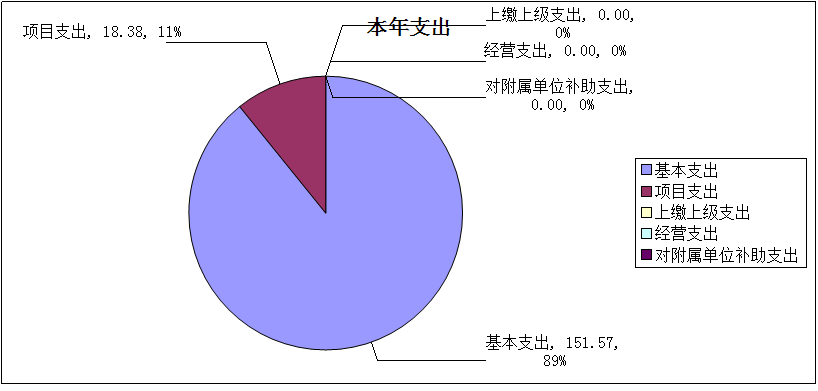 本年支出
项目支出, 18.38, 11%
上缴上级支出, 0.00,
0%
经营支出, 0.00, 0%
对附属单位补助支出,
0.00, 0%
基本支出
项目支出
上缴上级支出
经营支出
对附属单位补助支出
基本支出, 151.57,
89%